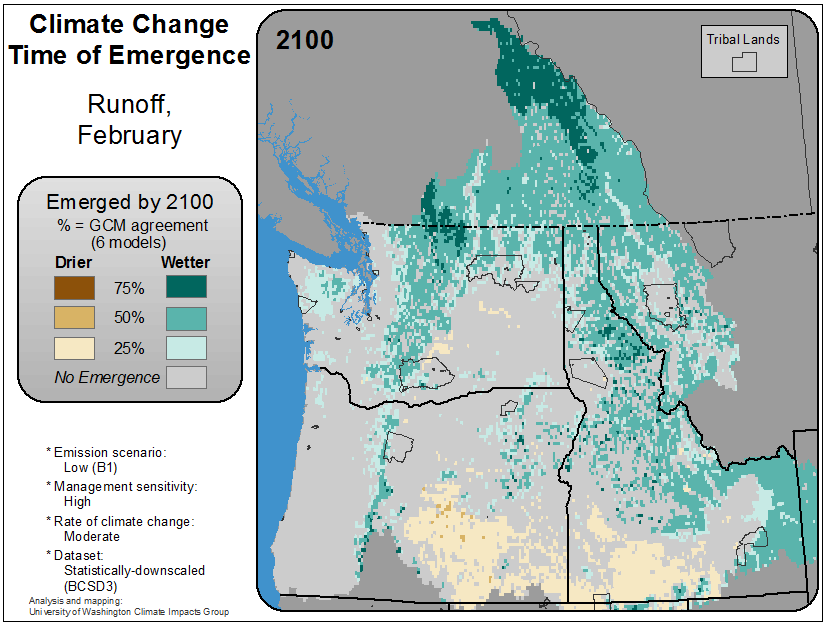 Climate Change
Time of Emergence
Runoff,
February
Emerged by 2100
% = GCM agreement
(6 models)
Drier Wetter
75%
50%
25%
No Emergence
* Emission scenario:
Low (B1)
* Management sensitivity:
High
* Rate of climate change:
Moderate
* Dataset:
Statistically-downscaled
(BCSD3)
Analysis and mapping:
University of Washington Climate Impacts Group
2100
Tribal Lands